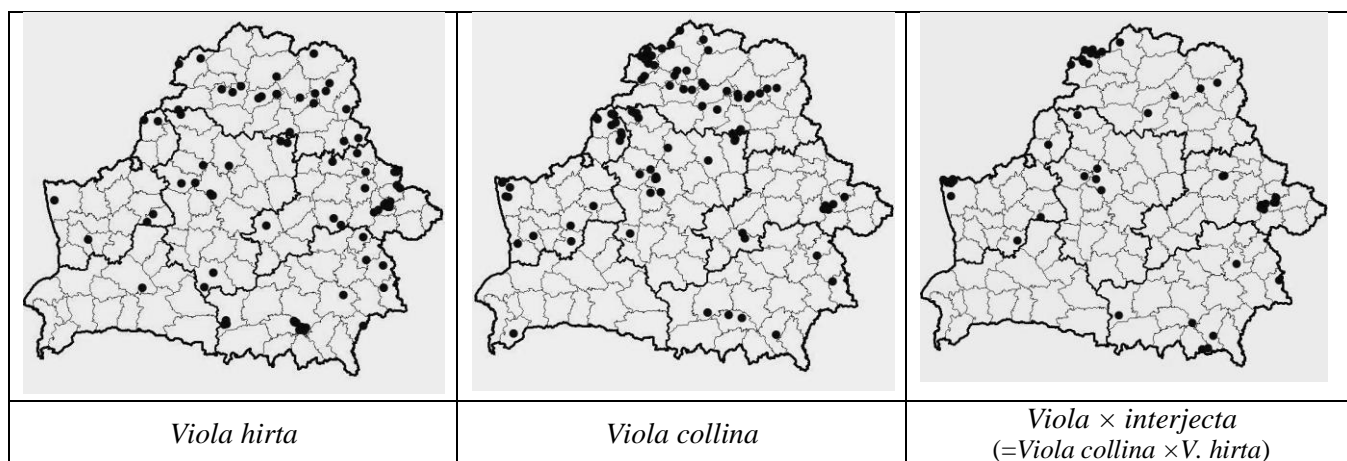 Viola hirta
Viola collina
Viola × interjecta
(=Viola collina ×V. hirta)